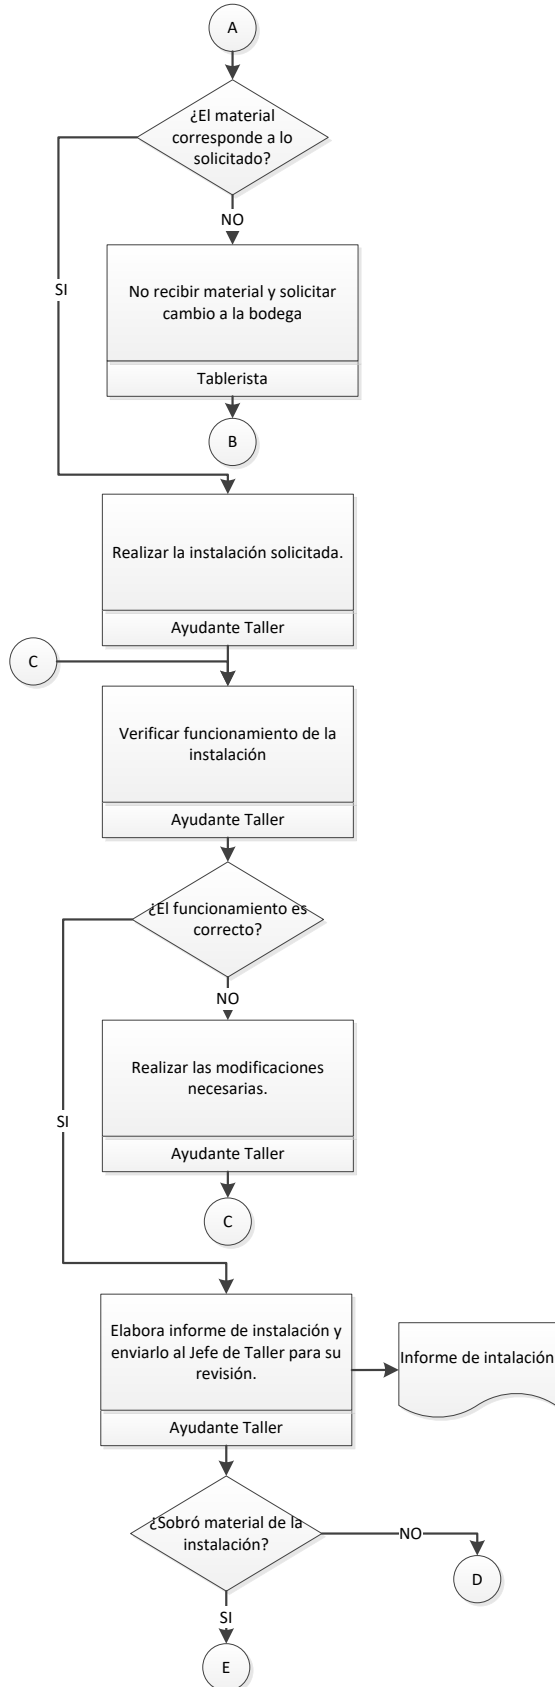 A
¿El material
corresponde a lo
solicitado?
NO
SI
No recibir material y solicitar
cambio a la bodega
Tablerista
B
Realizar la instalación solicitada.
Ayudante Taller
C
Verificar funcionamiento de la
instalación
Ayudante Taller
¿El funcionamiento es
correcto?
NO
SI
Realizar las modificaciones
necesarias.
Ayudante Taller
C
Elabora informe de instalación y
enviarlo al Jefe de Taller para su
revisión.
Ayudante Taller
Informe de intalación
¿Sobró material de la
instalación?
NO
D
SI
E